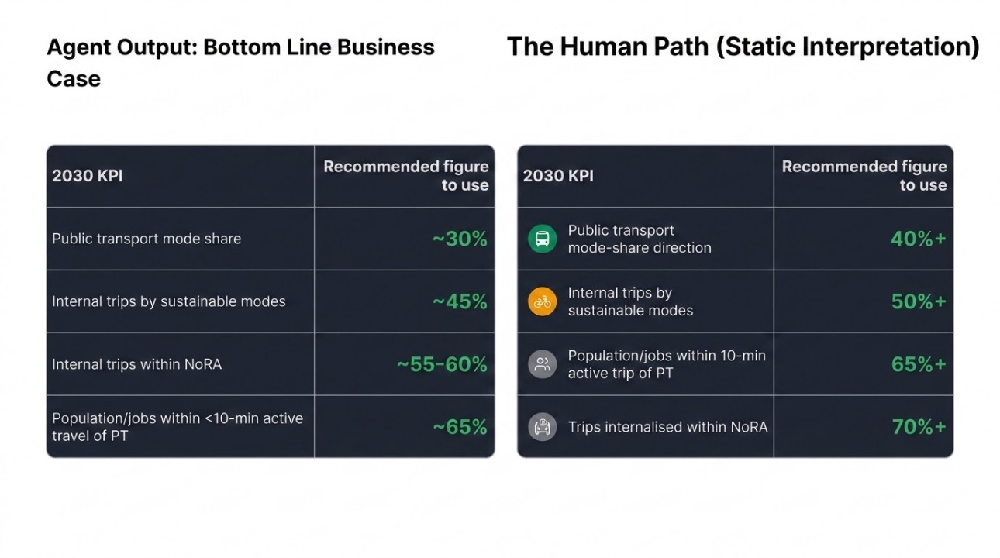 Agent Output: Bottom Line Business
Case
The Human Path (Static Interpretation)
2030 KPI
Recommended figure
to use
Public transport mode share
~30%
Internal trips by sustainable modes
~45%
Internal trips within NoRA
~55-60%
Population/jobs within <10-min active
travel of PT
~65%
2030 KPI
Recommended figure
to use
Public transport
mode-share direction
40%+
Internal trips by
sustainable modes
50%+
Population/jobs within 10-min
active trip of PT
65%+
Trips internalised within NoRA
70%+